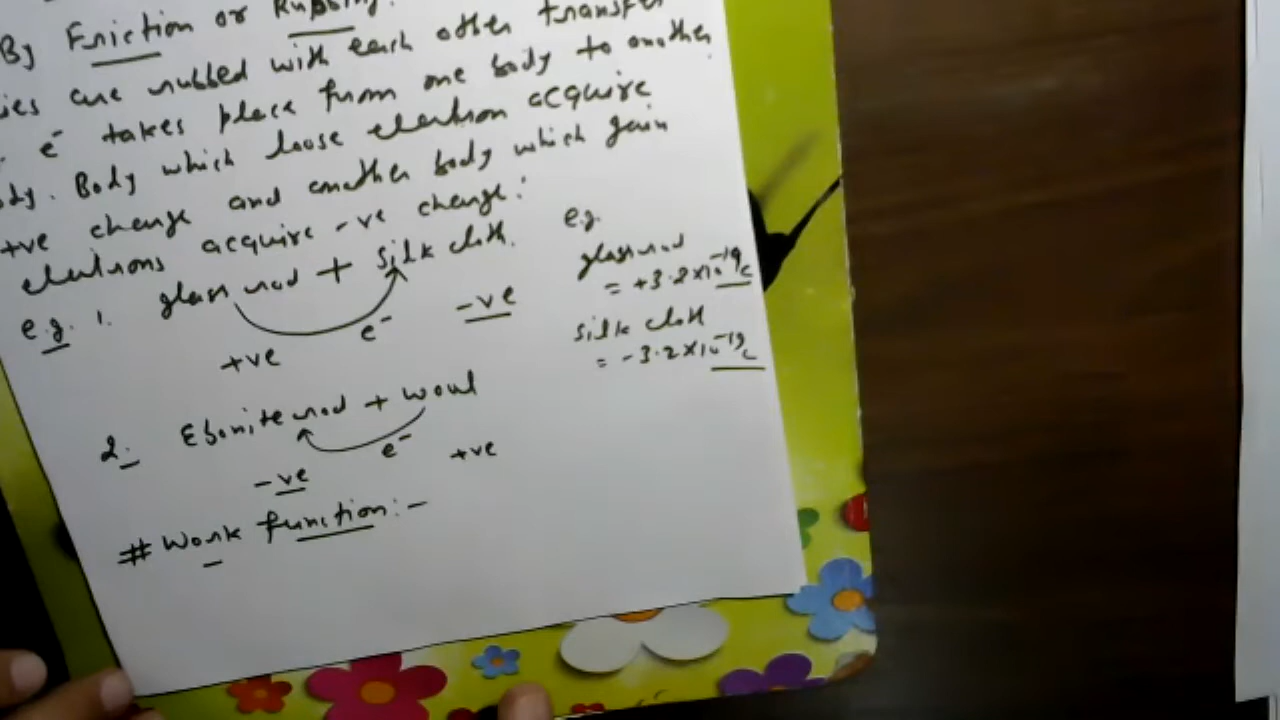 By Friction or Rubbing.
ies are rubbed with each other transfer
e⁻ takes place from one body to another
dy. Body which loose electron acquire
+ve charge and another body which gain
electrons acquire -ve charge.
e.g. 1. glass rod + silk cloth.
e⁻
+ve
-ve
e.g.
glass rod
= +3.2×10⁻¹⁹c
silk cloth
= -3.2×10⁻¹⁹c
2. Ebonite rod + wool
e⁻
-ve
+ve
# Work function:-